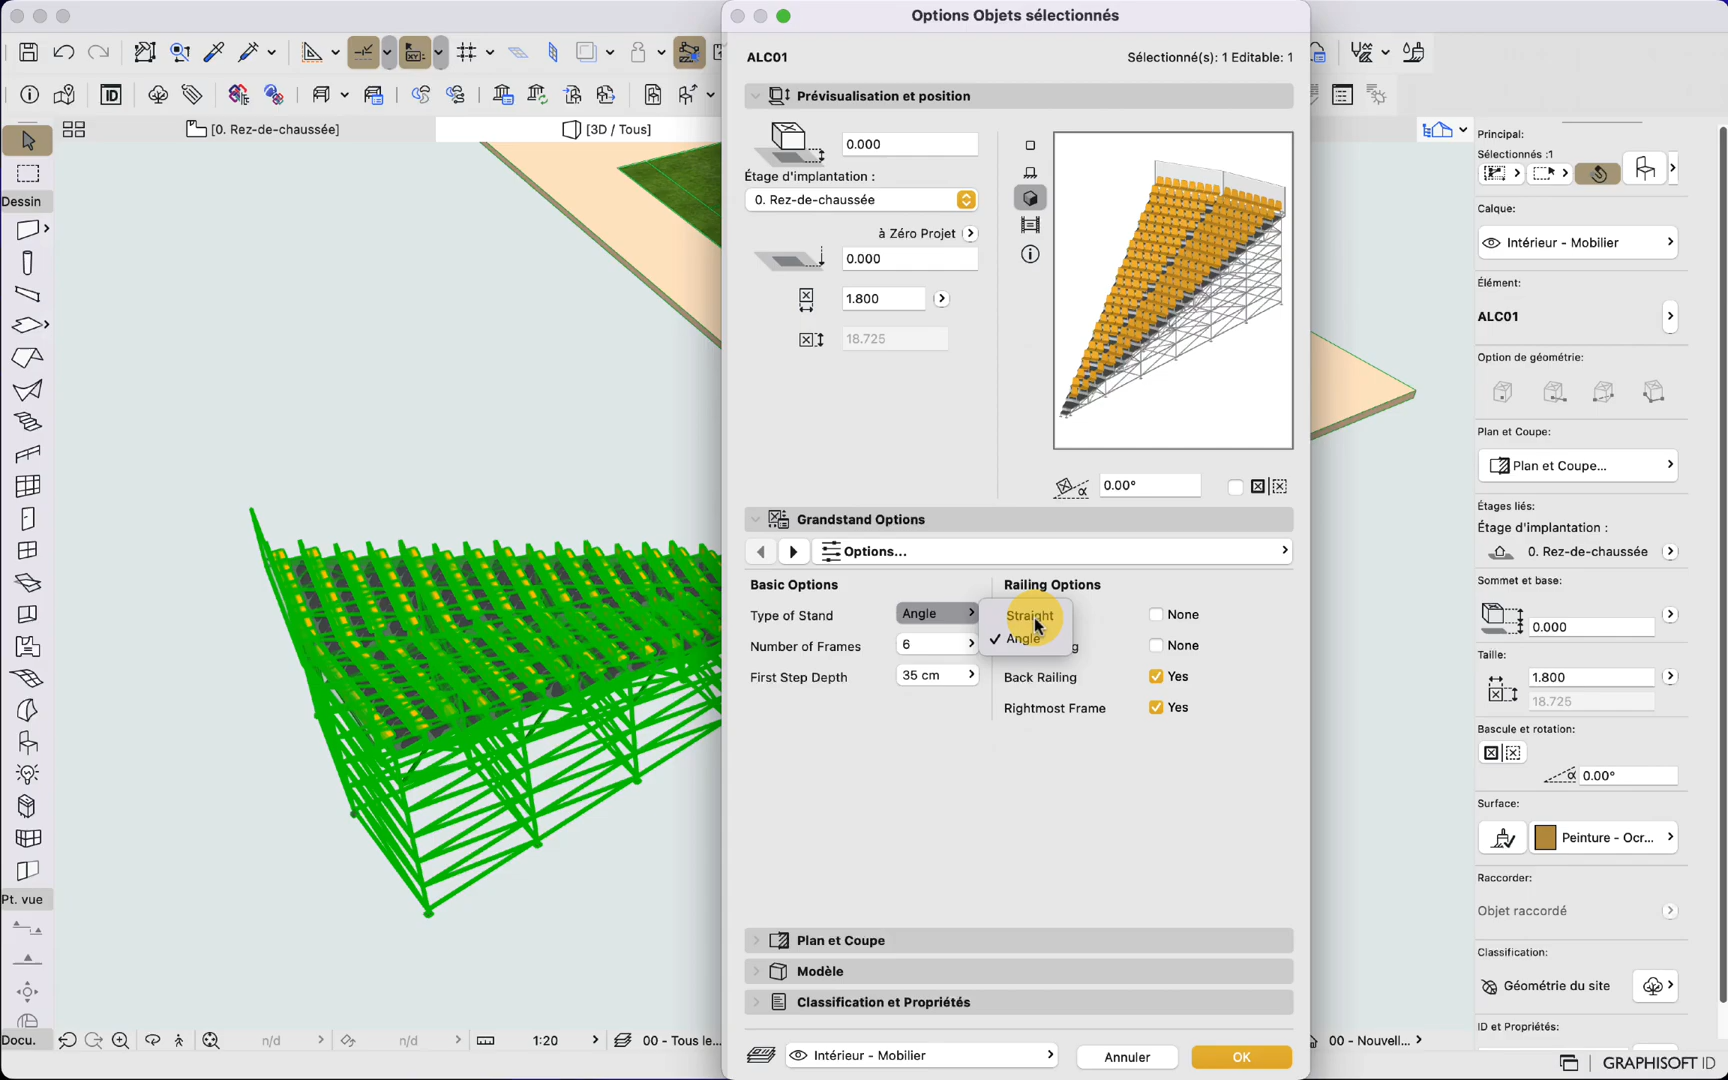 Options Objets sélectionnés
ALC01
Sélectionné(s): 1 Editable: 1
ID
Prévisualisation et position
[0. Rez-de-chaussée]
[3D / Tous]
0.000
Étage d'implantation :
0. Rez-de-chaussée
à Zéro Projet
0.000
1.800
18.725
0.00°
Grandstand Options
Options...
Basic Options
Railing Options
Type of Stand
Angle
Straight
Angle
None
Number of Frames
6
None
First Step Depth
35 cm
Back Railing
Yes
Rightmost Frame
Yes
Plan et Coupe
Modèle
Classification et Propriétés
Intérieur - Mobilier
Annuler
OK
Dessin
Pt. vue
Docu.
n/d
n/d
1:20
00 - Tous le...
00 - Nouvell...
GRAPHISOFT ID
Principal:
Sélectionnés :1
Calque:
Intérieur - Mobilier
Élément:
ALC01
Option de géométrie:
Plan et Coupe:
Plan et Coupe...
Étages liés:
Étage d'implantation :
0. Rez-de-chaussée
Sommet et base:
0.000
Taille:
1.800
18.725
Bascule et rotation:
α 0.00°
Surface:
Peinture - Ocr...
Raccorder:
Objet raccordé
Classification:
Géométrie du site
ID et Propriétés: